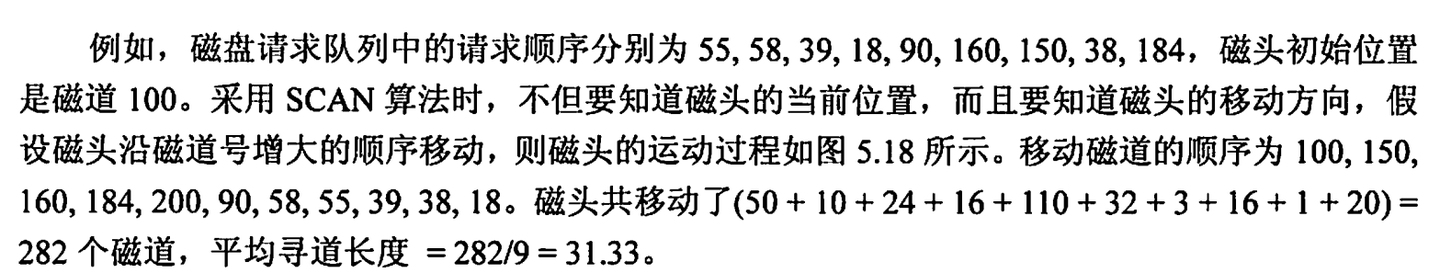 例如，磁盘请求队列中的请求顺序分别为 55, 58, 39, 18, 90, 160, 150, 38, 184，磁头初始位置
是磁道 100。采用 SCAN 算法时，不但要知道磁头的当前位置，而且要知道磁头的移动方向，假
设磁头沿磁道号增大的顺序移动，则磁头的运动过程如图 5.18 所示。移动磁道的顺序为 100, 150,
160, 184, 200, 90, 58, 55, 39, 38, 18。磁头共移动了(50 + 10 + 24 + 16 + 110 + 32 + 3 + 16 + 1 + 20) =
282 个磁道，平均寻道长度 = 282/9 = 31.33。